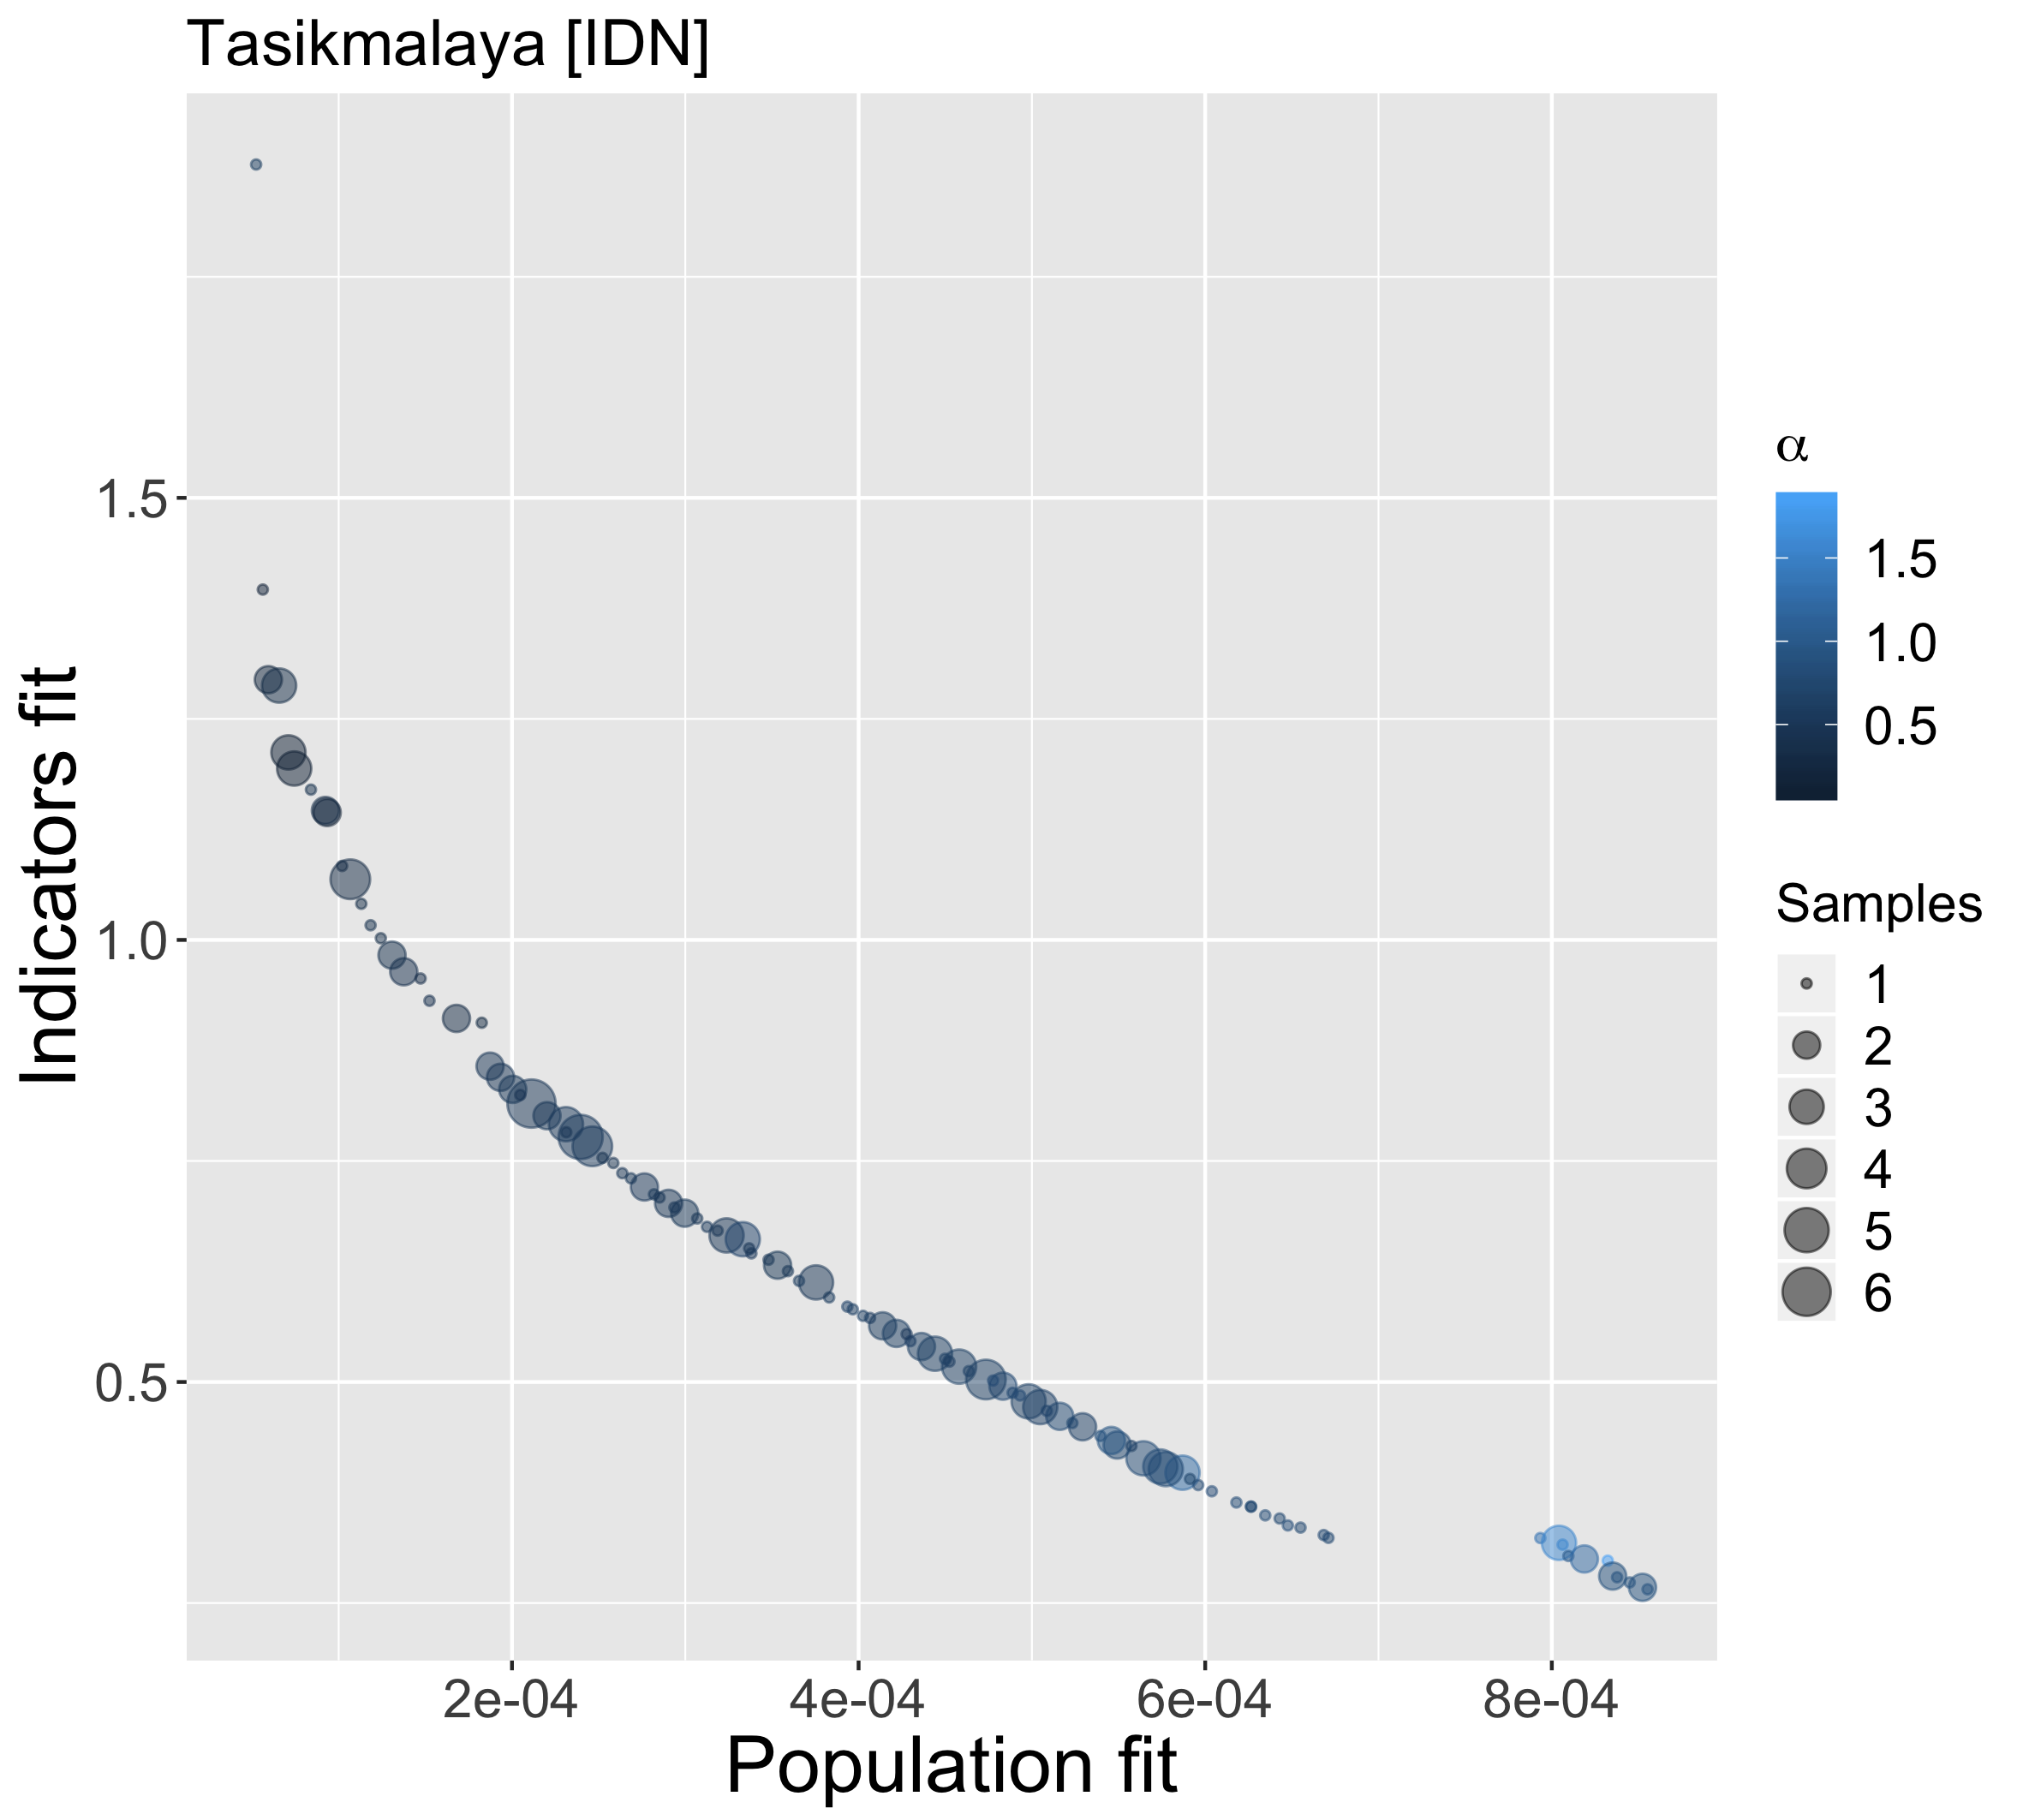 Tasikmalaya [IDN]
Indicators fit
1.5
1.0
0.5
2e-04
4e-04
6e-04
8e-04
Population fit
α
1.5
1.0
0.5
Samples
1
2
3
4
5
6